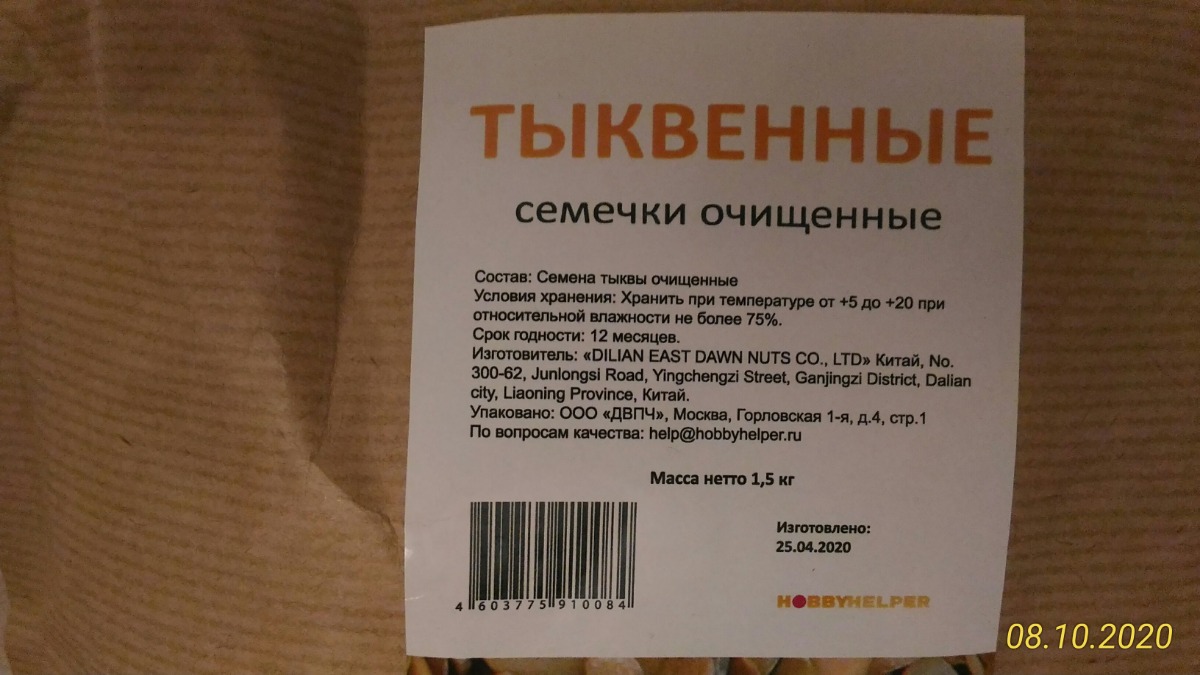 ТЫКВЕННЫЕ
семечки очищенные
Состав: Семена тыквы очищенные
Условия хранения: Хранить при температуре от +5 до +20 при
относительной влажности не более 75%.
Срок годности: 12 месяцев.
Изготовитель: «DILIAN EAST DAWN NUTS CO., LTD» Китай, No.
300-62, Junlongsi Road, Yingchengzi Street, Ganjingzi District, Dalian
city, Liaoning Province, Китай.
Упаковано: ООО «ДВПЧ», Москва, Горловская 1-я, д.4, стр.1
По вопросам качества: help@hobbyhelper.ru
Масса нетто 1,5 кг
Изготовлено:
25.04.2020
4 603775 910084
HOBBYHELPER
08.10.2020